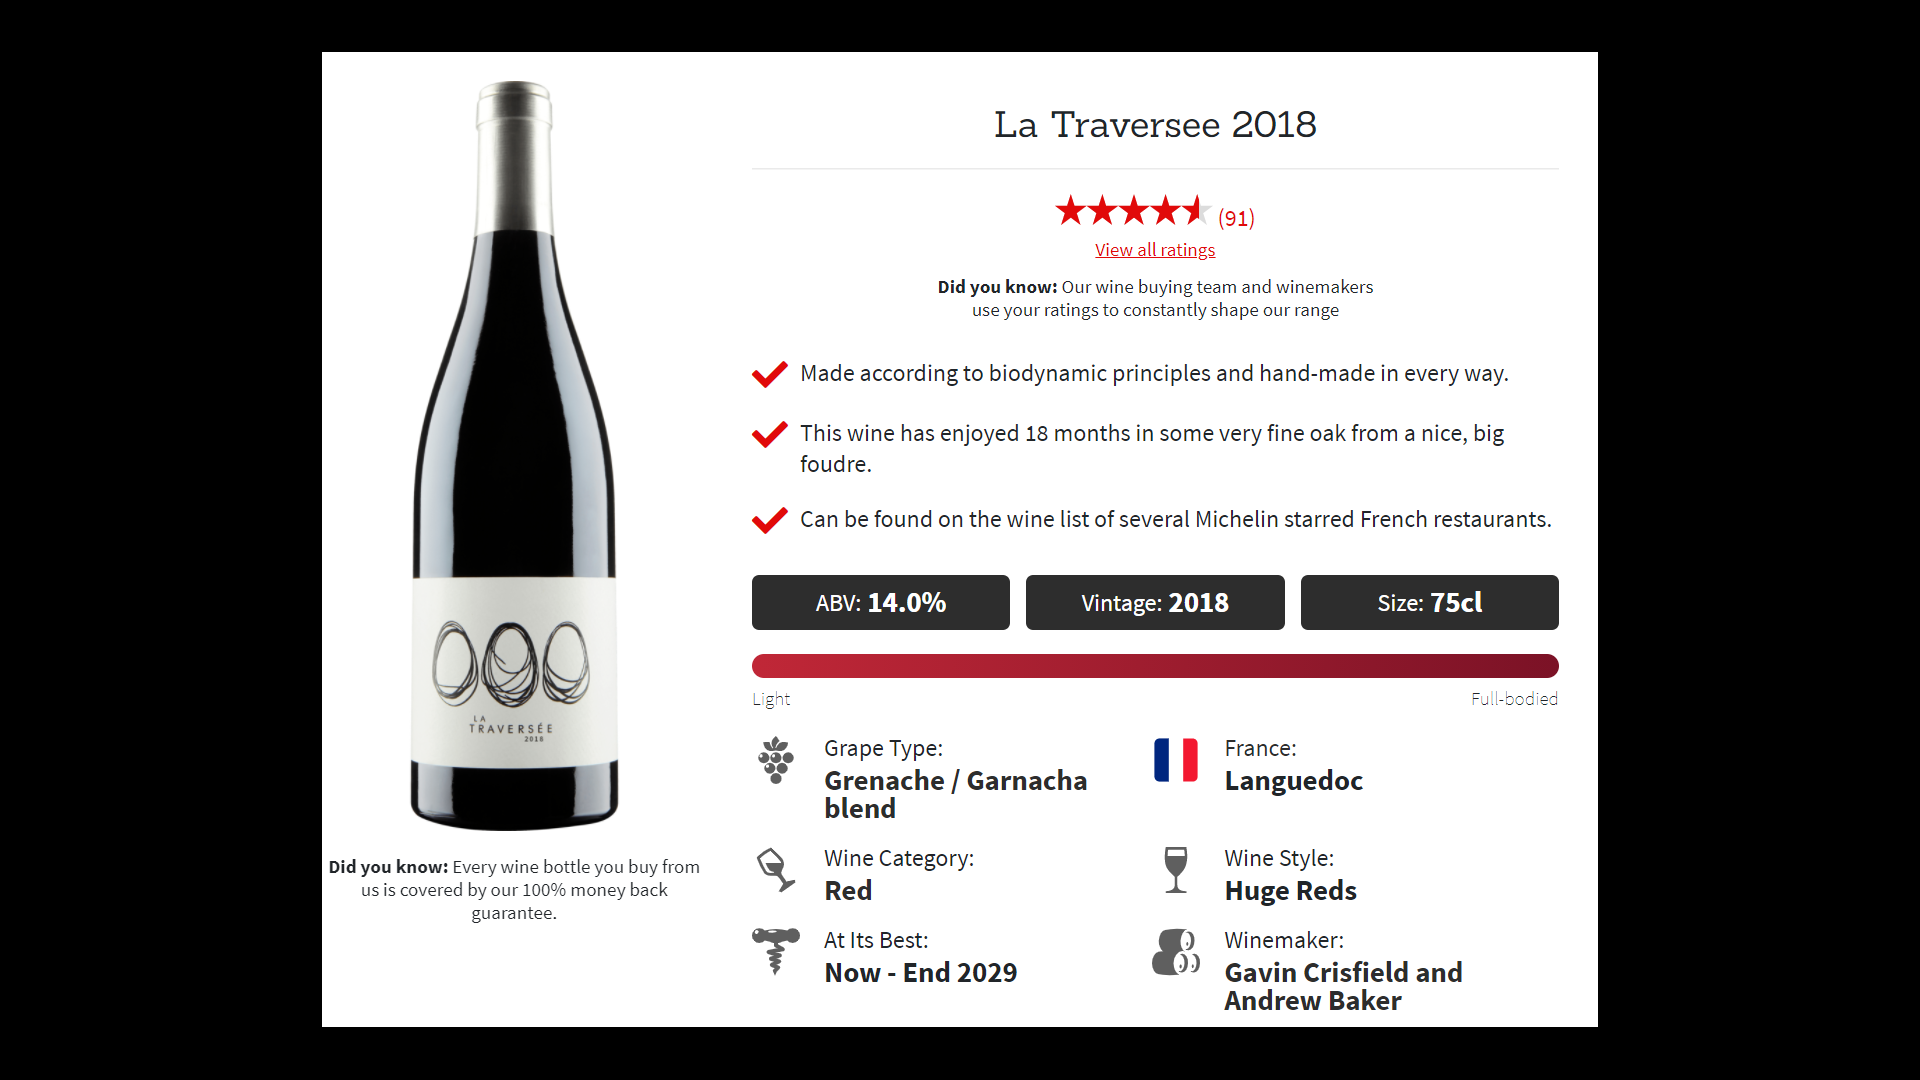 La Traversee 2018
(91)
View all ratings
Did you know: Our wine buying team and winemakers
use your ratings to constantly shape our range
Made according to biodynamic principles and hand-made in every way.
This wine has enjoyed 18 months in some very fine oak from a nice, big
foudre.
Can be found on the wine list of several Michelin starred French restaurants.
ABV: 14.0%
Vintage: 2018
Size: 75cl
Light
Full-bodied
Grape Type:
Grenache / Garnacha
blend
France:
Languedoc
Wine Category:
Red
Wine Style:
Huge Reds
At Its Best:
Now - End 2029
Winemaker:
Gavin Crisfield and
Andrew Baker
LA
TRAVERSÉE
2018
Did you know: Every wine bottle you buy from
us is covered by our 100% money back
guarantee.